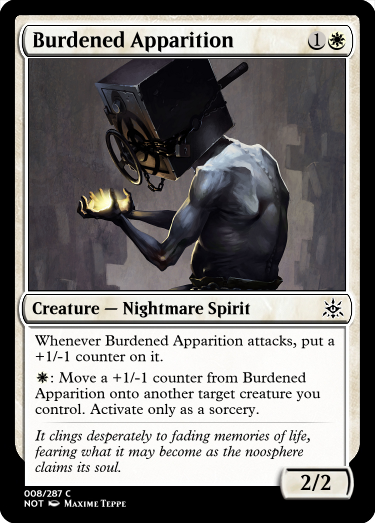 Burdened Apparition 1
Creature — Nightmare Spirit
Whenever Burdened Apparition attacks, put a
+1/-1 counter on it.
: Move a +1/-1 counter from Burdened
Apparition onto another target creature you
control. Activate only as a sorcery.
It clings desperately to fading memories of life,
fearing what it may become as the noosphere
claims its soul.
2/2
008/287 C
NOT Maxime Teppe